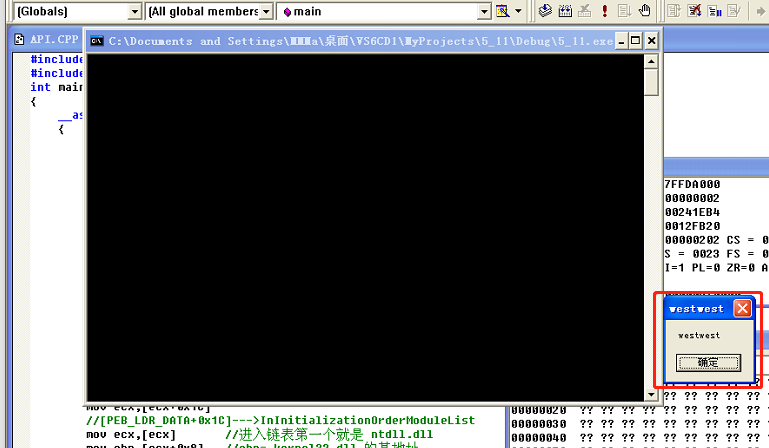 (Globals)
(All global members
main
API.CPP
C:\Documents and Settings\MMMa\桌面\VS6CD1\MyProjects\5_11\Debug\5_11.exe
#include
#include
int main
{
__as
{
7FFDA000
00000002
00241EB4
0012FB20
00000202 CS = 0
S = 0023 FS = 0
I=1 PL=0 ZR=0 A
westwest
westwest
确定
mov ecx,[ecx+0x1C]
//[PEB_LDR_DATA+0x1C]--->InInitializationOrderModuleList
mov ecx,[ecx] //进入链表第一个就是 ntdll.dll
?? ?? ?? ?? ?? ?
00000020 ?? ?? ?? ?? ?? ?? ?? ?
00000030 ?? ?? ?? ?? ?? ?? ?? ?
00000040 ?? ?? ?? ?? ?? ?? ?? ?